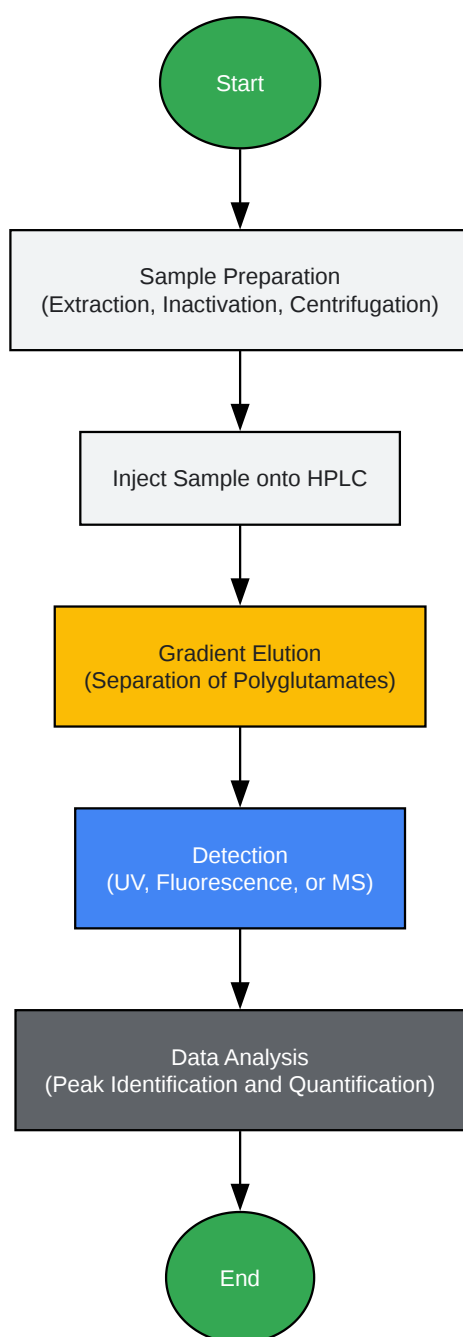 Start
Sample Preparation
(Extraction, Inactivation, Centrifugation)
Inject Sample onto HPLC
Gradient Elution
(Separation of Polyglutamates)
Detection
(UV, Fluorescence, or MS)
Data Analysis
(Peak Identification and Quantification)
End